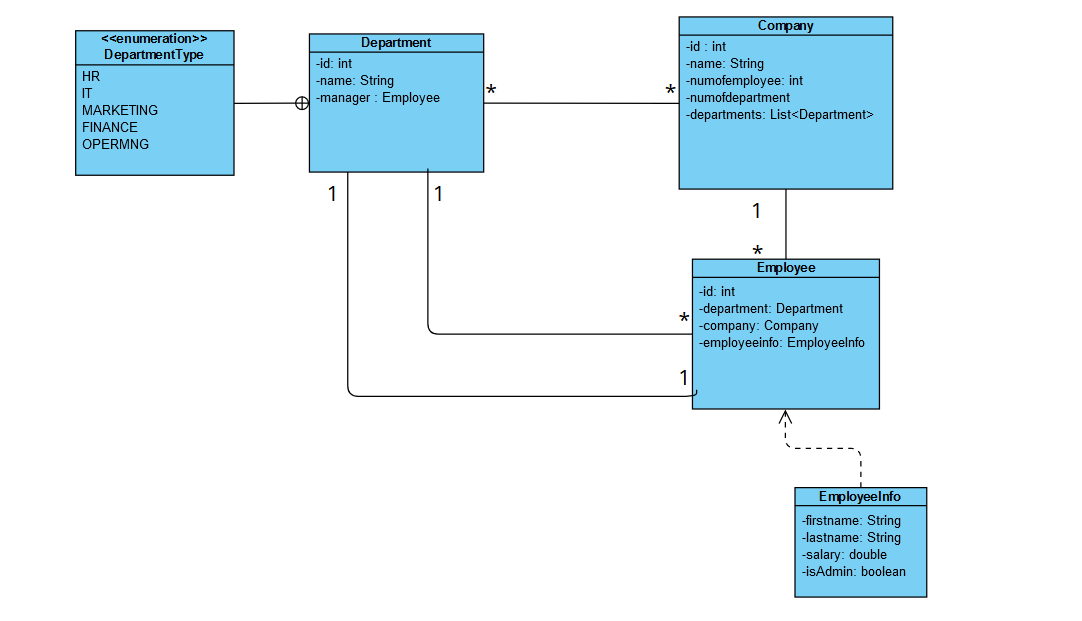 <<enumeration>>
DepartmentType
HR
IT
MARKETING
FINANCE
OPERMNG
Department
-id: int
-name: String
-manager : Employee
*
*
Company
-id : int
-name: String
-numofemployee: int
-numofdepartment
-departments: List<Department>
1
1
1
*
*
1
Employee
-id: int
-department: Department
-company: Company
-employeeinfo: EmployeeInfo
EmployeeInfo
-firstname: String
-lastname: String
-salary: double
-isAdmin: boolean